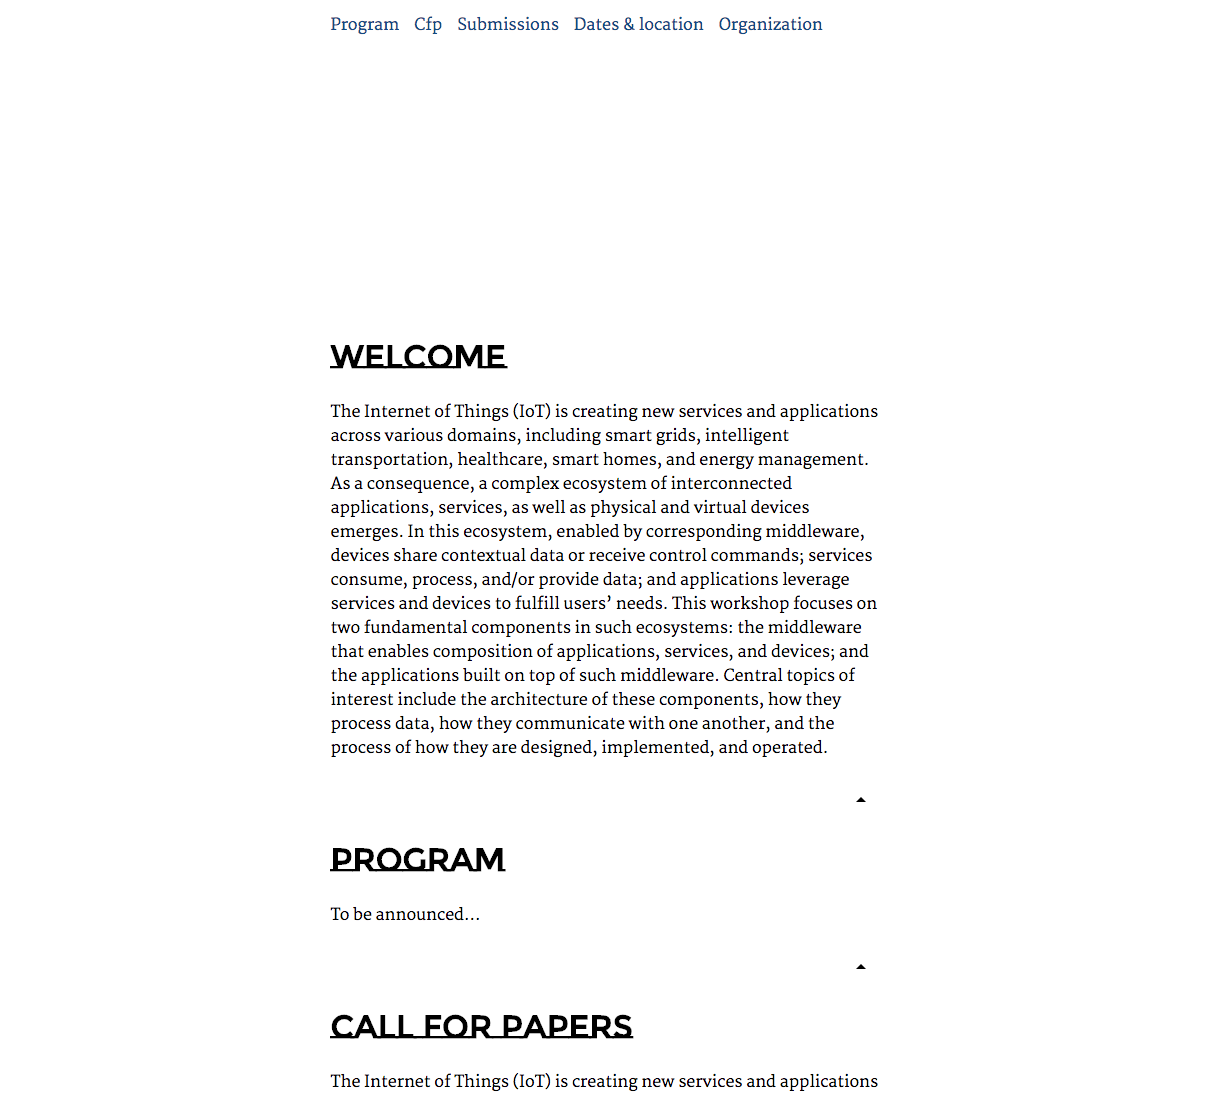 Program Cfp Submissions Dates & location Organization
WELCOME
The Internet of Things (IoT) is creating new services and applications
across various domains, including smart grids, intelligent
transportation, healthcare, smart homes, and energy management.
As a consequence, a complex ecosystem of interconnected
applications, services, as well as physical and virtual devices
emerges. In this ecosystem, enabled by corresponding middleware,
devices share contextual data or receive control commands; services
consume, process, and/or provide data; and applications leverage
services and devices to fulfill users’ needs. This workshop focuses on
two fundamental components in such ecosystems: the middleware
that enables composition of applications, services, and devices; and
the applications built on top of such middleware. Central topics of
interest include the architecture of these components, how they
process data, how they communicate with one another, and the
process of how they are designed, implemented, and operated.
PROGRAM
To be announced…
CALL FOR PAPERS
The Internet of Things (IoT) is creating new services and applications